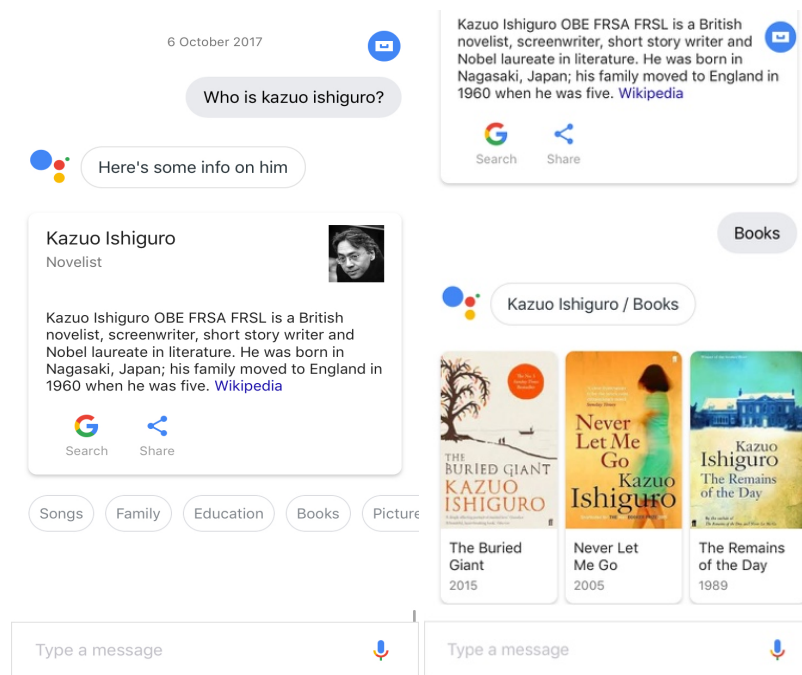 6 October 2017
Who is kazuo ishiguro?
Here's some info on him
Kazuo Ishiguro
Novelist
Kazuo Ishiguro OBE FRSA FRSL is a British
novelist, screenwriter, short story writer and
Nobel laureate in literature. He was born in
Nagasaki, Japan; his family moved to England in
1960 when he was five. Wikipedia
Search Share
Songs Family Education Books Picture
Type a message
Kazuo Ishiguro OBE FRSA FRSL is a British
novelist, screenwriter, short story writer and
Nobel laureate in literature. He was born in
Nagasaki, Japan; his family moved to England in
1960 when he was five. Wikipedia
Search Share
Books
Kazuo Ishiguro / Books
THE
BURIED GIANT
KAZUO
ISHIGURO
The Buried
Giant
2015
Never
Let Me
Go
Kazuo
Ishiguro
Never Let
Me Go
2005
Kazuo
Ishiguro
The Remains
of the Day
The Remains
of the Day
1989
Type a message